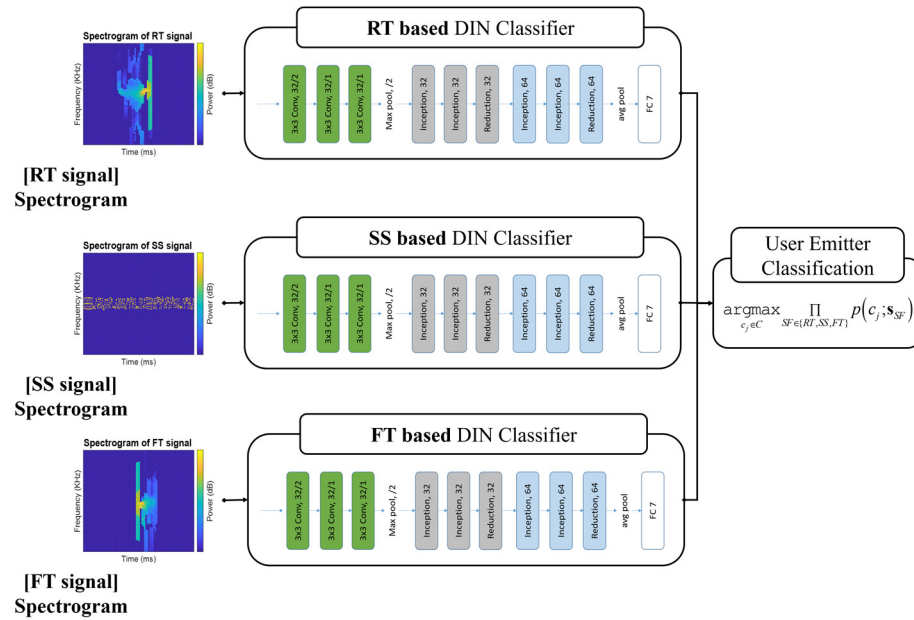 RT based DIN Classifier
Spectrogram of RT signal
Frequency (KHz)
Power (dB)
Time (ms)
[RT signal]
Spectrogram
3x3 Conv, 32/2
3x3 Conv, 32/1
3x3 Conv, 32/1
Max pool, /2
Inception, 32
Inception, 32
Reduction, 32
Inception, 64
Inception, 64
Reduction, 64
avg pool
FC 7
SS based DIN Classifier
Spectrogram of SS signal
Frequency (KHz)
Power (dB)
Time (ms)
[SS signal]
Spectrogram
3x3 Conv, 32/2
3x3 Conv, 32/1
3x3 Conv, 32/1
Max pool, /2
Inception, 32
Inception, 32
Reduction, 32
Inception, 64
Inception, 64
Reduction, 64
avg pool
FC 7
FT based DIN Classifier
Spectrogram of FT signal
Frequency (KHz)
Power (dB)
Time (ms)
[FT signal]
Spectrogram
3x3 Conv, 32/2
3x3 Conv, 32/1
3x3 Conv, 32/1
Max pool, /2
Inception, 32
Inception, 32
Reduction, 32
Inception, 64
Inception, 64
Reduction, 64
avg pool
FC 7
User Emitter
Classification
argmax ∏ p(c_j;s_SF)
c_j∈C SF∈{RT,SS,FT}